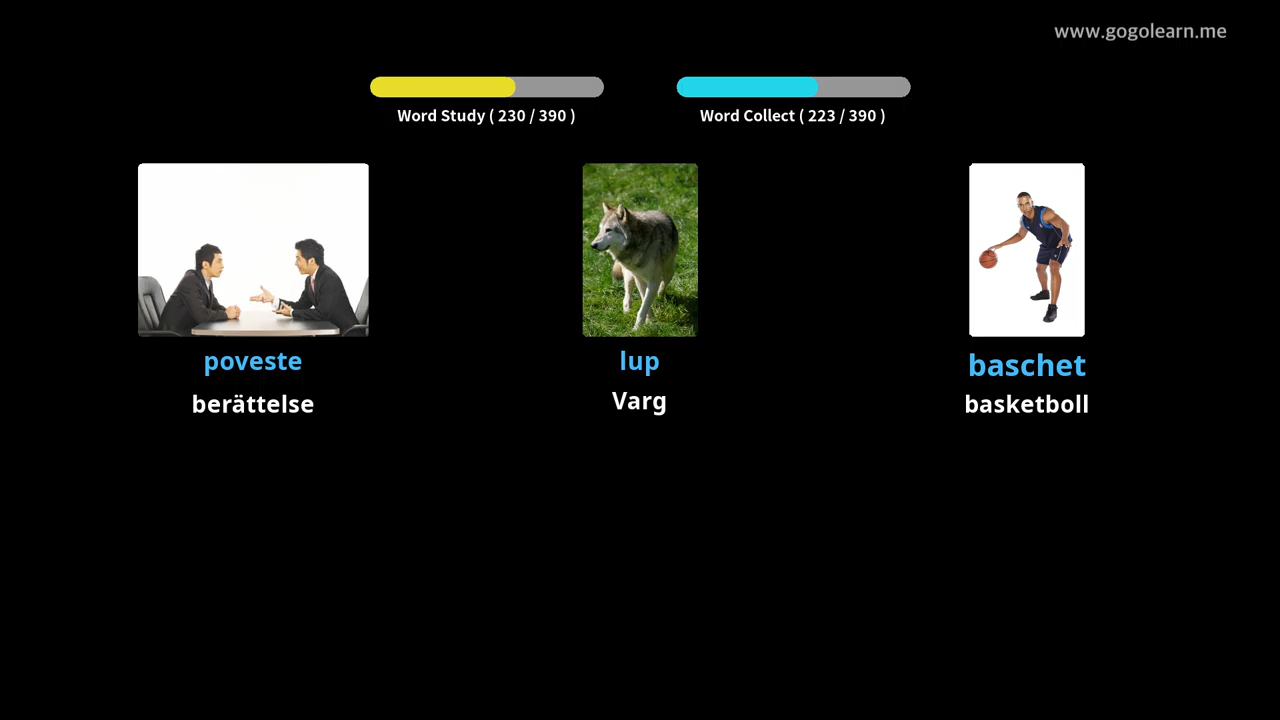 www.gogolearn.me
Word Study ( 230 / 390 )
Word Collect ( 223 / 390 )
poveste
lup
baschet
berättelse
Varg
basketboll